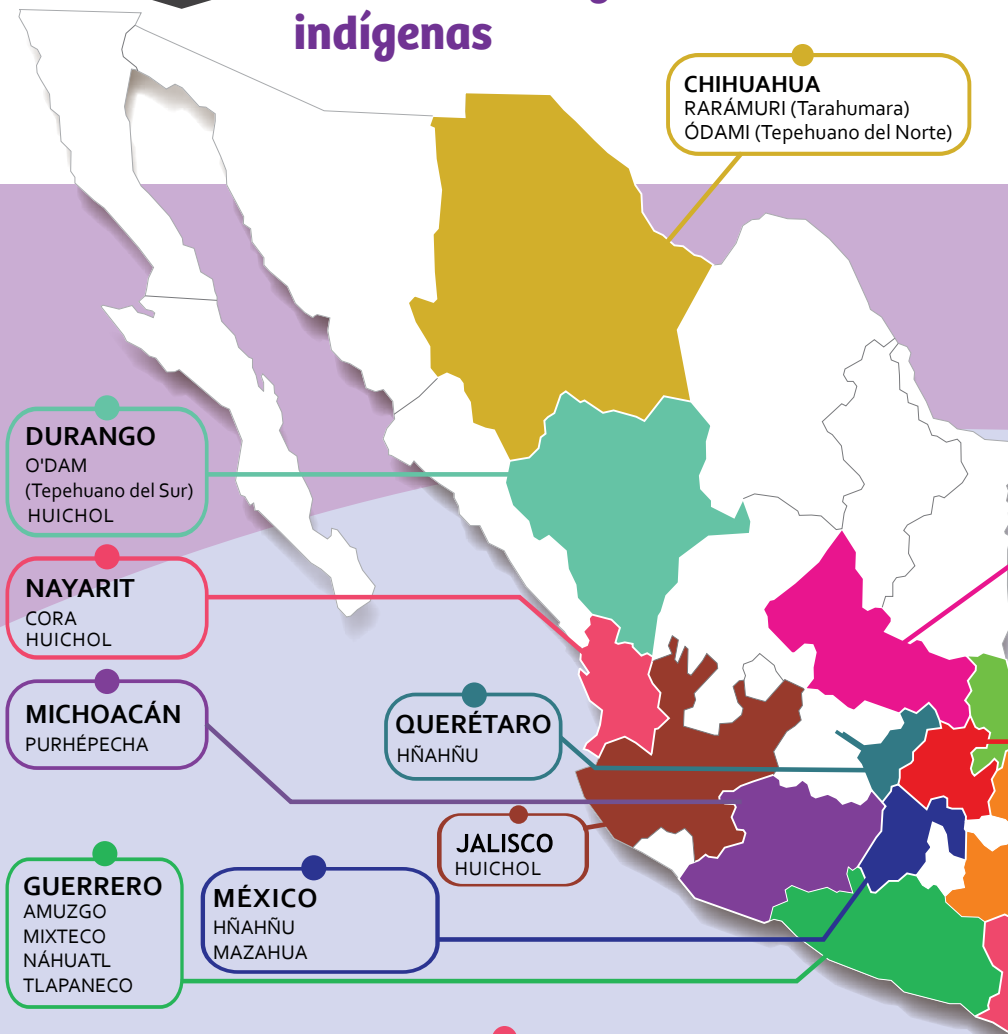 indígenas
CHIHUAHUA
RARÁMURI (Tarahumara)
ÓDAMI (Tepehuano del Norte)
DURANGO
O'DAM
(Tepehuano del Sur)
HUICHOL
NAYARIT
CORA
HUICHOL
MICHOACÁN
PURHÉPECHA
QUERÉTARO
HÑAHÑU
JALISCO
HUICHOL
GUERRERO
AMUZGO
MIXTECO
NÁHUATL
TLAPANECO
MÉXICO
HÑAHÑU
MAZAHUA